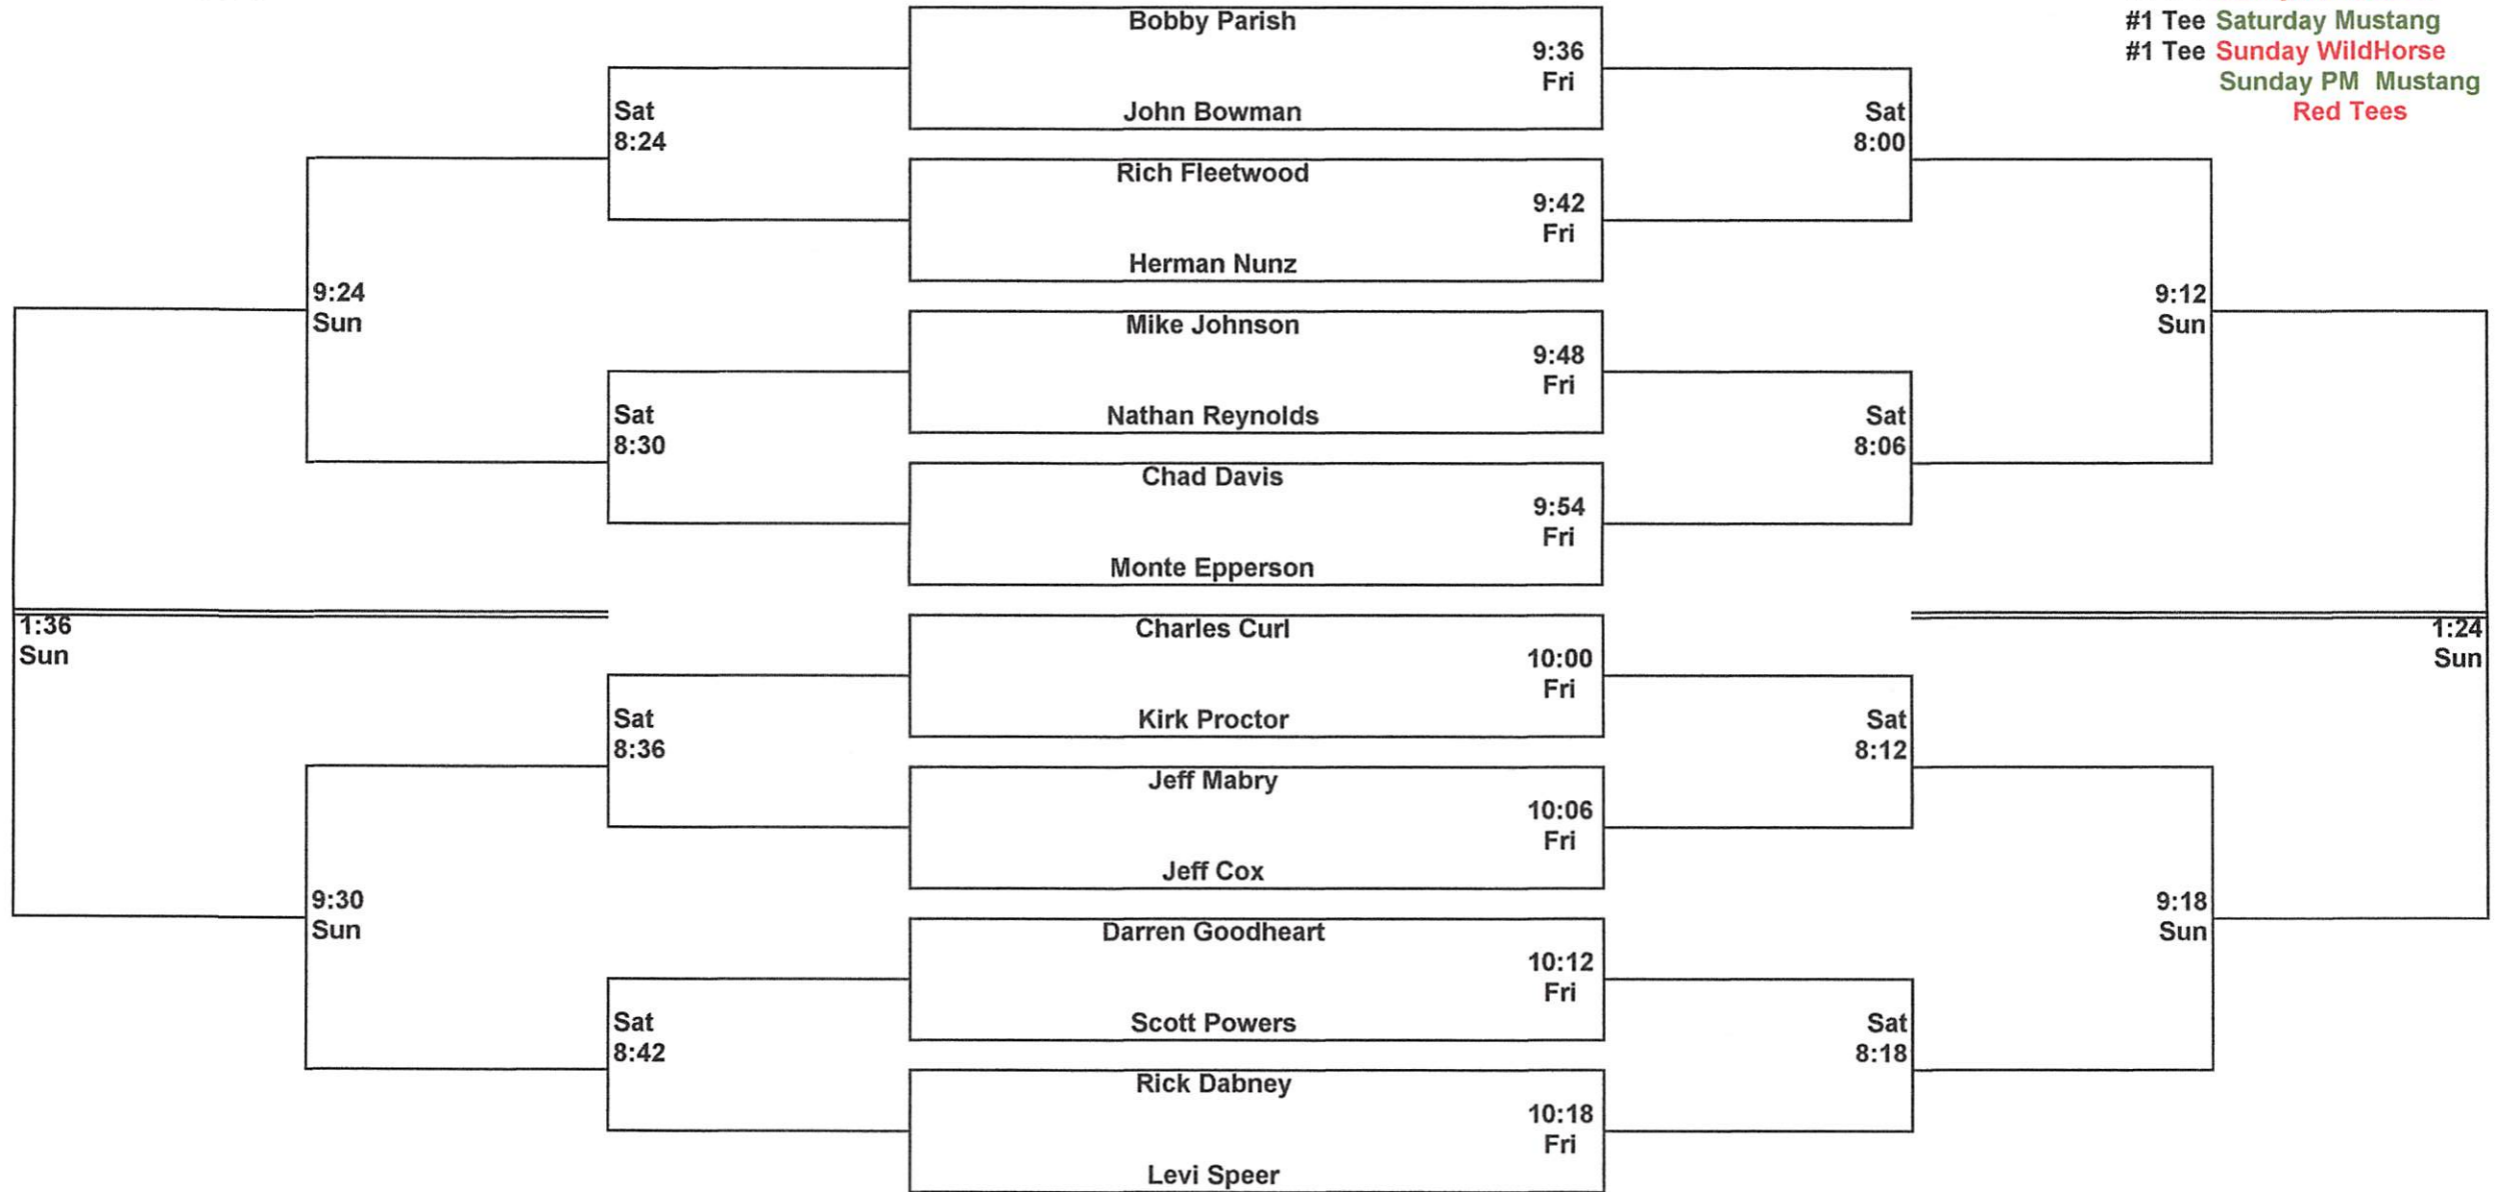 Bobby Parish
#1 Tee Saturday Mustang
9:36
#1 Tee Sunday WildHorse
Fri
Sunday PM Mustang
Sat
John Bowman
Sat
Red Tees
8:24
8:00
Rich Fleetwood
9:42
Fri
Herman Nunz
9:24
Sun
9:12
Sun
Mike Johnson
9:48
Fri
Sat
8:30
Nathan Reynolds
Sat
8:06
Chad Davis
9:54
Fri
Monte Epperson
1:36
Sun
Charles Curl
1:24
Sun
10:00
Fri
Sat
8:36
Kirk Proctor
Sat
8:12
Jeff Mabry
10:06
Fri
Jeff Cox
9:30
Sun
9:18
Sun
Darren Goodheart
10:12
Fri
Sat
8:42
Scott Powers
Sat
8:18
Rick Dabney
10:18
Fri
Levi Speer